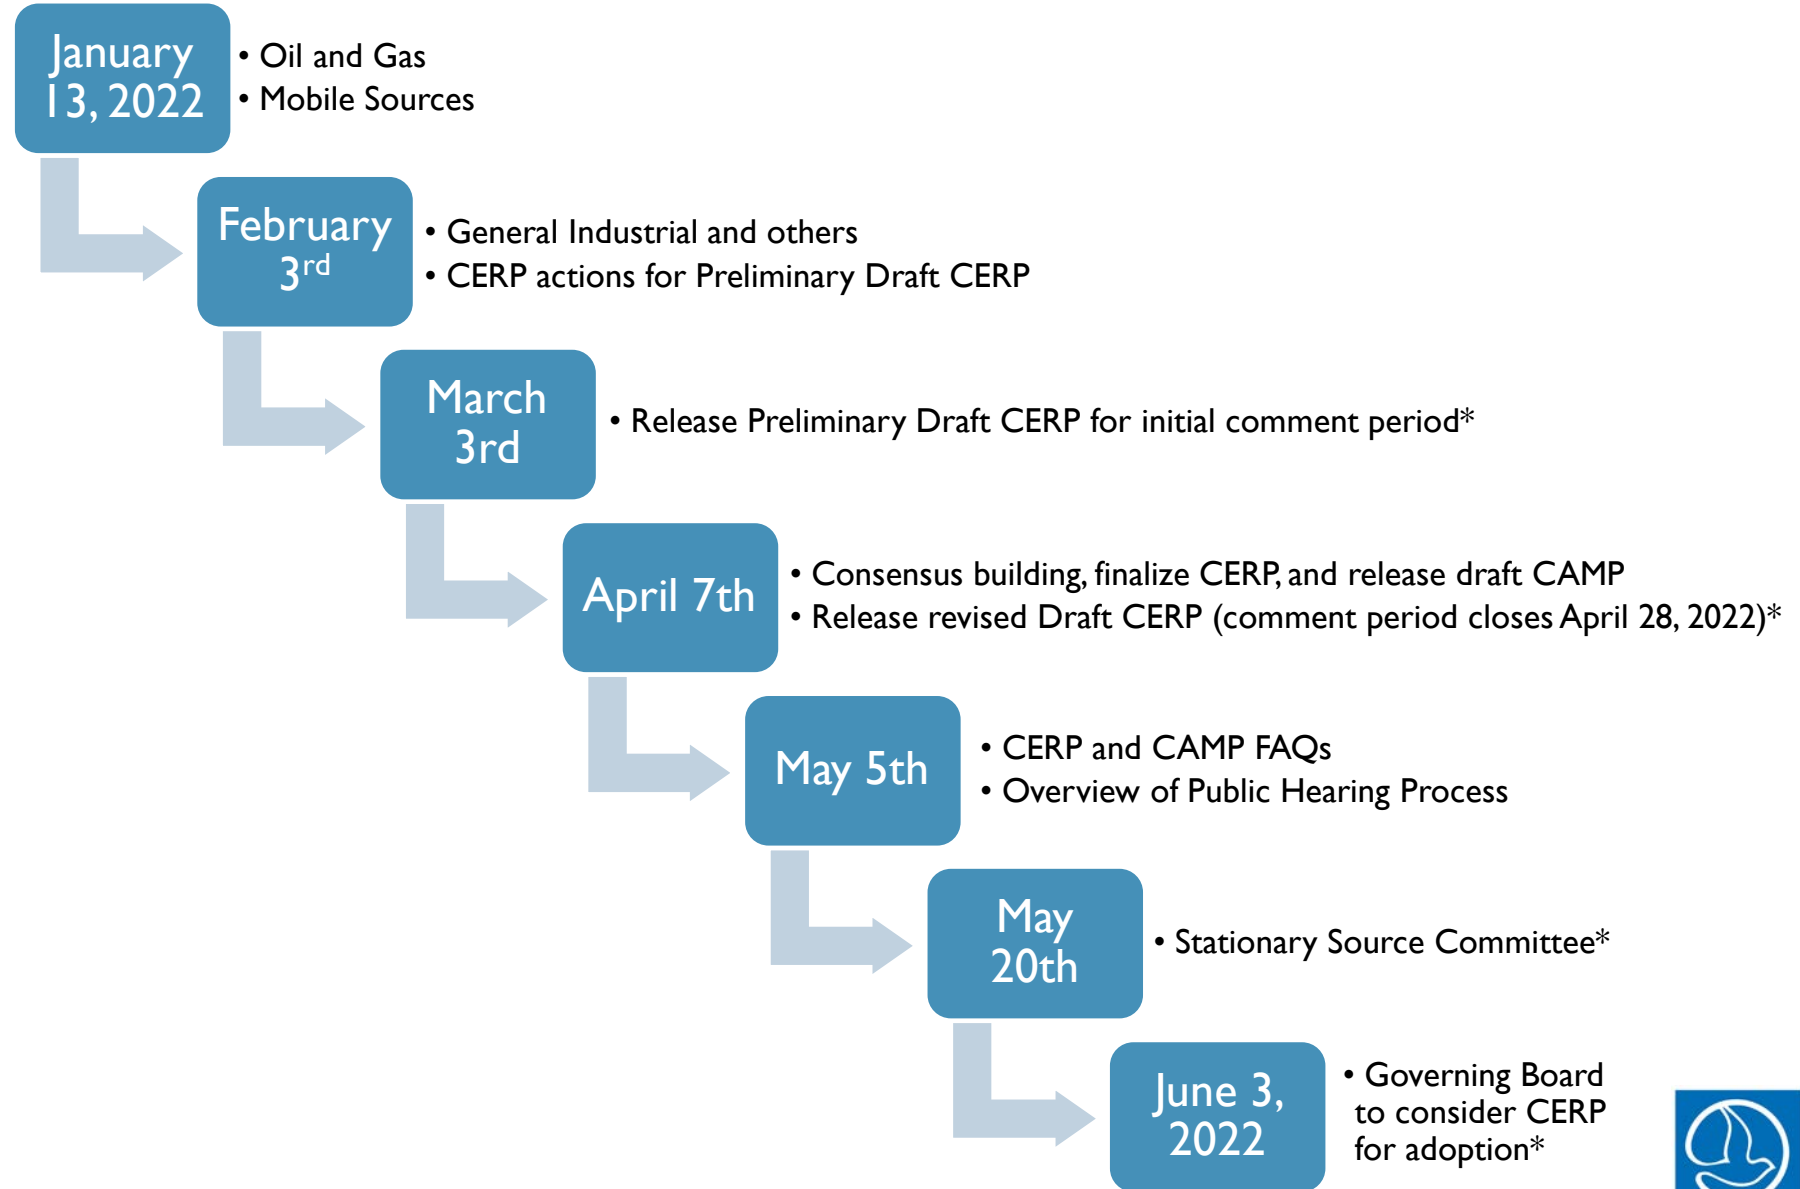 January
13, 2022
• Oil and Gas
• Mobile Sources
February
3rd
• General Industrial and others
• CERP actions for Preliminary Draft CERP
March
3rd
• Release Preliminary Draft CERP for initial comment period*
April 7th
• Consensus building, finalize CERP, and release draft CAMP
• Release revised Draft CERP (comment period closes April 28, 2022)*
May 5th
• CERP and CAMP FAQs
• Overview of Public Hearing Process
May
20th
• Stationary Source Committee*
June 3,
2022
• Governing Board
to consider CERP
for adoption*